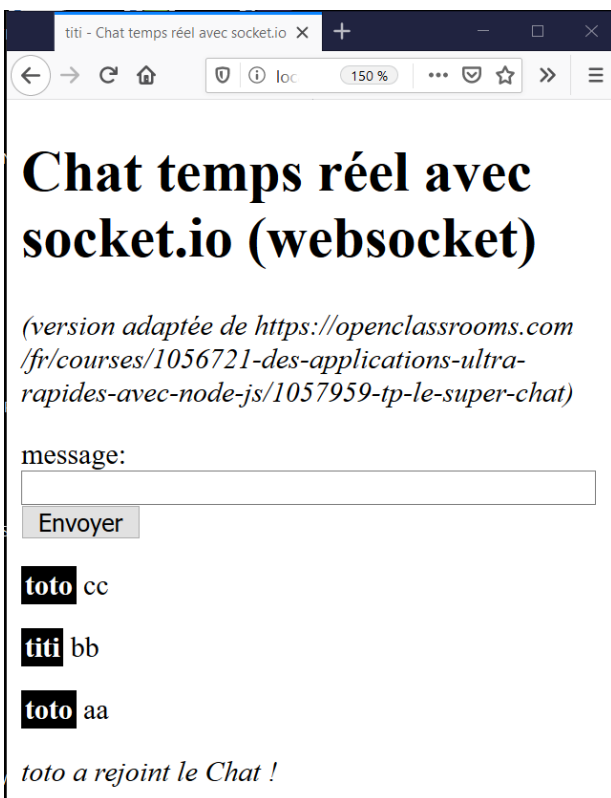 titi - Chat temps réel avec socket.io
loc
150 %
Chat temps réel avec
socket.io (websocket)
(version adaptée de https://openclassrooms.com
/fr/courses/1056721-des-applications-ultra-
rapides-avec-node-js/1057959-tp-le-super-chat)
message:
Envoyer
toto cc
titi bb
toto aa
toto a rejoint le Chat !